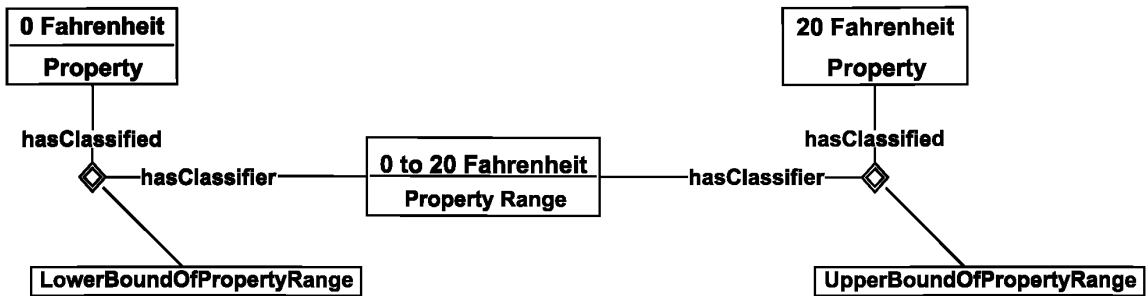 0 Fahrenheit
Property
20 Fahrenheit
Property
hasClassified
hasClassified
hasClassifier
0 to 20 Fahrenheit
Property Range
hasClassifier
LowerBoundOfPropertyRange
UpperBoundOfPropertyRange